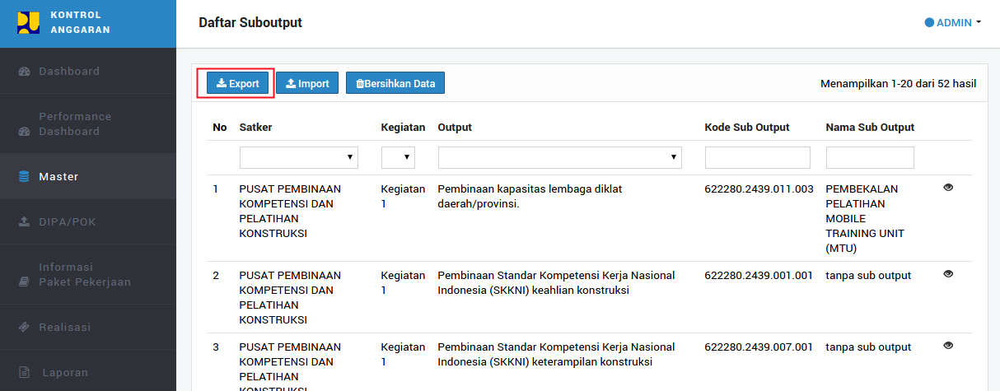 KONTROL
ANGGARAN
Daftar Suboutput
ADMIN
Dashboard
Performance
Dashboard
Master
DIPA/POK
Informasi
Paket Pekerjaan
Realisasi
Laporan
Export Import Bersihkan Data Menampilkan 1-20 dari 52 hasil
No Satker Kegiatan Output Kode Sub Output Nama Sub Output
1 PUSAT PEMBINAAN Kegiatan Pembinaan kapasitas lembaga diklat 622280.2439.011.003 PEMBEKALAN
KOMPETENSI DAN 1 daerah/provinsi. PELATIHAN
PELATIHAN MOBILE
KONSTRUKSI TRAINING UNIT
(MTU)
2 PUSAT PEMBINAAN Kegiatan Pembinaan Standar Kompetensi Kerja Nasional 622280.2439.001.001 tanpa sub output
KOMPETENSI DAN 1 Indonesia (SKKNI) keahlian konstruksi
PELATIHAN
KONSTRUKSI
3 PUSAT PEMBINAAN Kegiatan Pembinaan Standar Kompetensi Kerja Nasional 622280.2439.007.001 tanpa sub output
KOMPETENSI DAN 1 Indonesia (SKKNI) keterampilan konstruksi
PELATIHAN
KONSTRUKSI